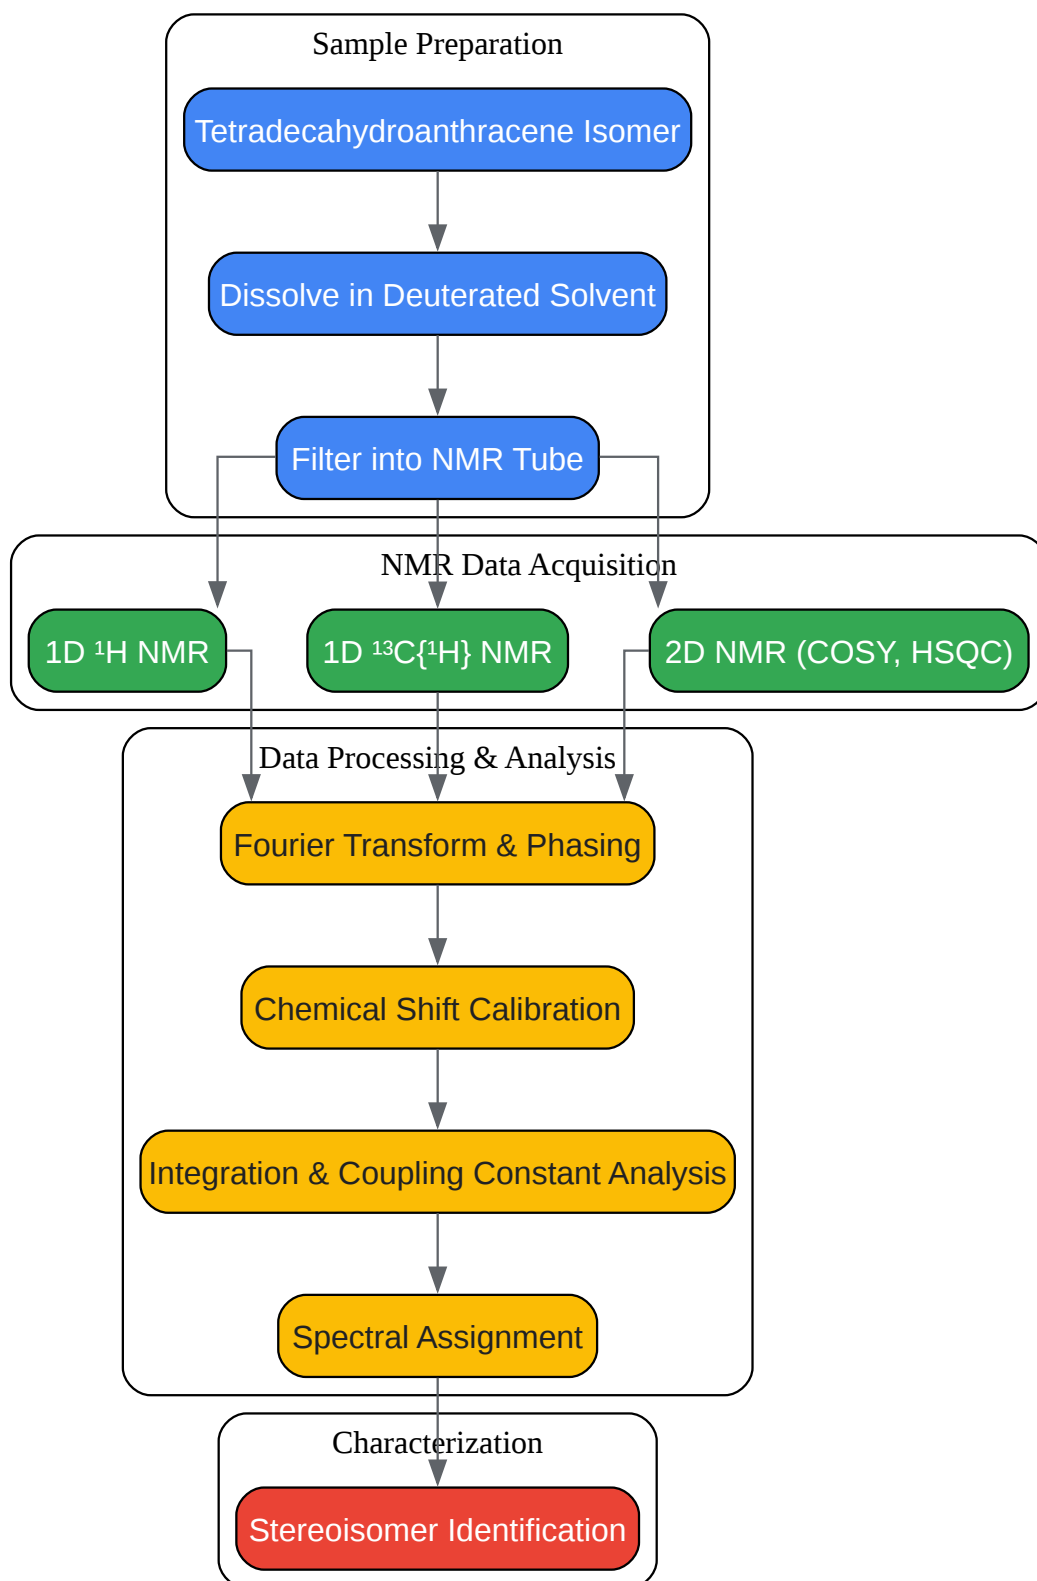 Sample Preparation
Tetradecahydroanthracene Isomer
Dissolve in Deuterated Solvent
Filter into NMR Tube
NMR Data Acquisition
1D ¹H NMR
1D ¹³C{¹H} NMR
2D NMR (COSY, HSQC)
Data Processing & Analysis
Fourier Transform & Phasing
Chemical Shift Calibration
Integration & Coupling Constant Analysis
Spectral Assignment
Characterization
Stereoisomer Identification